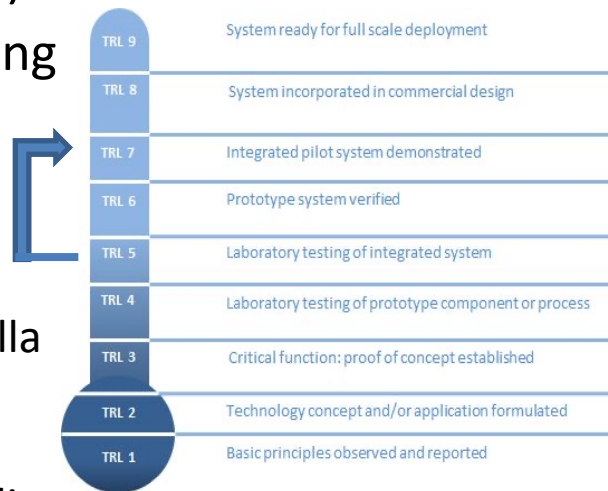 ng
TRL 9 System ready for full scale deployment
TRL 8 System incorporated in commercial design
TRL 7 Integrated pilot system demonstrated
TRL 6 Prototype system verified
TRL 5 Laboratory testing of integrated system
TRL 4 Laboratory testing of prototype component or process
lla
TRL 3 Critical function: proof of concept established
TRL 2 Technology concept and/or application formulated
TRL 1 Basic principles observed and reported